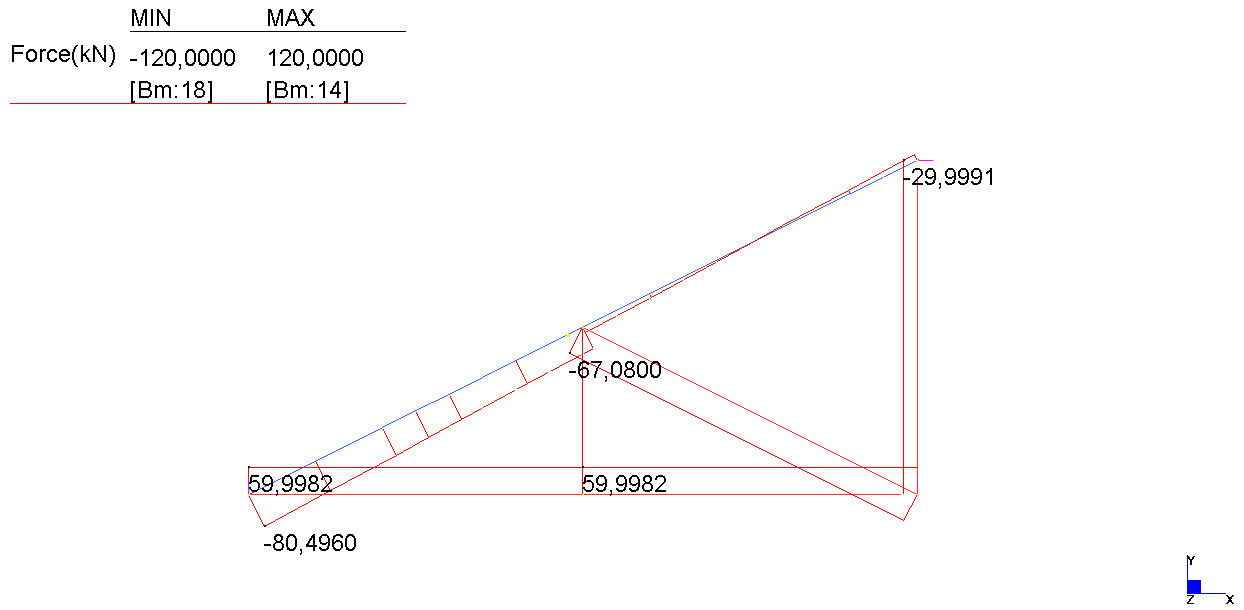 MIN MAX
Force(kN) -120,0000 120,0000
[Bm:18] [Bm:14]
-29,9991
-67,0800
59,9982 59,9982
-80,4960
Y
Z X